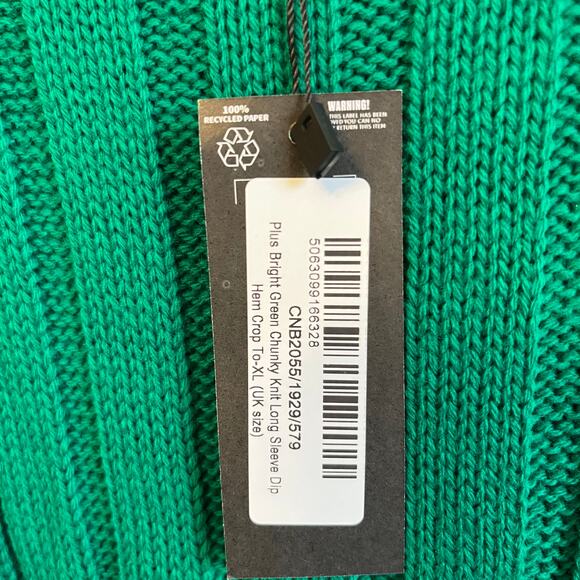 100%
RECYCLED PAPER
WARNING!
THIS LABEL HAS BEEN
YOU CAN NO
RETURN THIS ITEM
5063099166328
CNB2055/1929/579
Plus Bright Green Chunky Knit Long Sleeve Dip
Hem Crop To-XL (UK size)